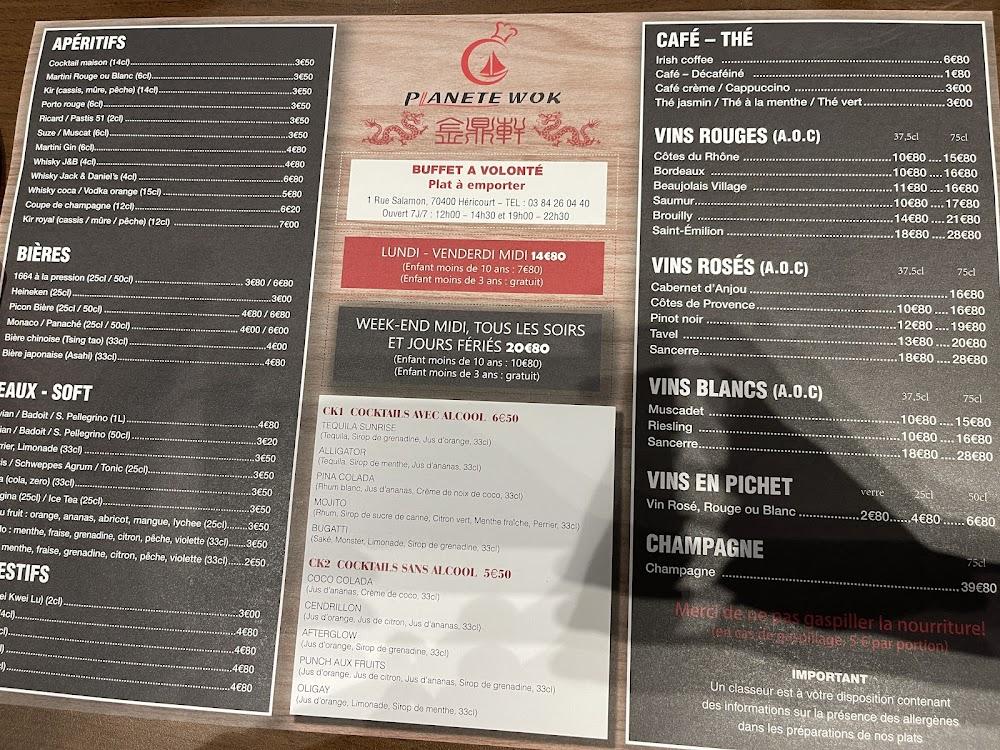 APÉRITIFS
Cocktail maison (14cl) 3€50
Martini Rouge ou Blanc (6cl) 3€50
Kir (cassis, mûre, pêche) (14cl) 3€50
Porto rouge (6cl) 3€50
Ricard / Pastis 51 (2cl) 3€50
Suze / Muscat (6cl) 3€50
Martini Gin (6cl) 4€80
Whisky J&B (4cl) 4€80
Whisky Jack & Daniel's (4cl) 6€80
Whisky coca / Vodka orange (15cl) 5€80
Coupe de champagne (12cl) 6€20
Kir royal (cassis / mûre / pêche) (12cl) 7€00
BIÈRES
1664 à la pression (25cl / 50cl) 3€80 / 6€80
Heineken (25cl) 3€00
Picon Bière (25cl / 50cl) 4€80 / 6€80
Monaco / Panaché (25cl / 50cl) 4€00 / 6€00
Bière chinoise (Tsing tao) (33cl) 4€00
Bière japonaise (Asahi) (33cl) 4€80
EAUX - SOFT
vian / Badoit / S. Pellegrino (1L) 4€80
ian / Badoit / S. Pellegrino (50cl) 3€20
rrier, Limonade (33cl) 3€50
is / Schweppes Agrum / Tonic (25cl) 3€50
a (cola, zero) (33cl) 3€50
gina (25cl) / Ice Tea (25cl) 3€50
u fruit : orange, ananas, abricot, mangue, lychee (25cl) 3€50
lo : menthe, fraise, grenadine, citron, pêche, violette (33cl) 3€50
menthe, fraise, grenadine, citron, pêche, violette (33cl) 2€50
ESTIFS
ei Kwei Lu) (2cl) 3€00
(4cl) 4€80
cl) 4€80
) 4€80
) 4€80
PLANETE WOK
金鼎軒
BUFFET A VOLONTÉ
Plat à emporter
1 Rue Salamon, 70400 Héricourt – TEL : 03 84 26 04 40
Ouvert 7J/7 : 12h00 – 14h30 et 19h00 – 22h30
LUNDI - VENDERDI MIDI 14€80
(Enfant moins de 10 ans : 7€80)
(Enfant moins de 3 ans : gratuit)
WEEK-END MIDI, TOUS LES SOIRS
ET JOURS FÉRIÉS 20€80
(Enfant moins de 10 ans : 10€80)
(Enfant moins de 3 ans : gratuit)
CK1 COCKTAILS AVEC ALCOOL 6€50
TEQUILA SUNRISE
(Tequila, Sirop de grenadine, Jus d'orange, 33cl)
ALLIGATOR
(Tequila, Sirop de menthe, Jus d'ananas, 33cl)
PINA COLADA
(Rhum blanc, Jus d'ananas, Crème de noix de coco, 33cl)
MOJITO
(Rhum, Sirop de sucre de canne, Citron vert, Menthe fraîche, Perrier, 33cl)
BUGATTI
(Saké, Monster, Limonade, Sirop de grenadine, 33cl)
CK2 COCKTAILS SANS ALCOOL 5€50
COCO COLADA
(Jus d'ananas, Crème de coco, 33cl)
CENDRILLON
(Jus d'orange, Jus de citron, Jus d'ananas, 33cl)
AFTERGLOW
(Jus d'orange, Sirop de grenadine, 33cl)
PUNCH AUX FRUITS
(Jus d'orange, Jus de citron, Jus d'ananas, Sirop de grenadine, 33cl)
OLIGAY
(Jus d'orange, Limonade, Sirop de menthe, 33cl)
CAFÉ – THÉ
Irish coffee 6€80
Café – Décaféiné 1€80
Café crème / Cappuccino 3€00
Thé jasmin / Thé à la menthe / Thé vert 3€00
VINS ROUGES (A.O.C) 37,5cl 75cl
Côtes du Rhône 10€80 .... 15€80
Bordeaux 10€80 .... 16€80
Beaujolais Village 11€80 .... 16€80
Saumur 10€80 .... 17€80
Brouilly 14€80 .... 21€80
Saint-Émilion 18€80 .... 28€80
VINS ROSÉS (A.O.C) 37,5cl 75cl
Cabernet d'Anjou 16€80
Côtes de Provence 10€80 .... 16€80
Pinot noir 12€80 .... 19€80
Tavel 13€80 .... 20€80
Sancerre 18€80 .... 28€80
VINS BLANCS (A.O.C) 37,5cl 75cl
Muscadet 10€80 .... 15€80
Riesling 10€80 .... 16€80
Sancerre 18€80 .... 28€80
VINS EN PICHET verre 25cl 50cl
Vin Rosé, Rouge ou Blanc 2€80 ..... 4€80 .... 6€80
CHAMPAGNE 75cl
Champagne 39€80
Merci de ne pas gaspiller la nourriture!
(en cas de gaspillage, 5 € par portion)
IMPORTANT
Un classeur est à vôtre disposition contenant
des informations sur la présence des allergènes
dans les préparations de nos plats